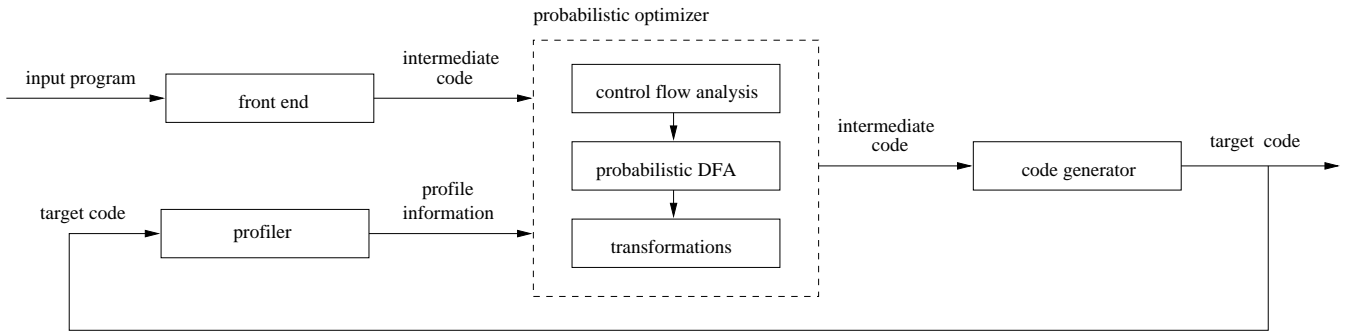 probabilistic optimizer
input program
front end
intermediate
code
control flow analysis
probabilistic DFA
transformations
intermediate
code
code generator
target code
target code
profiler
profile
information